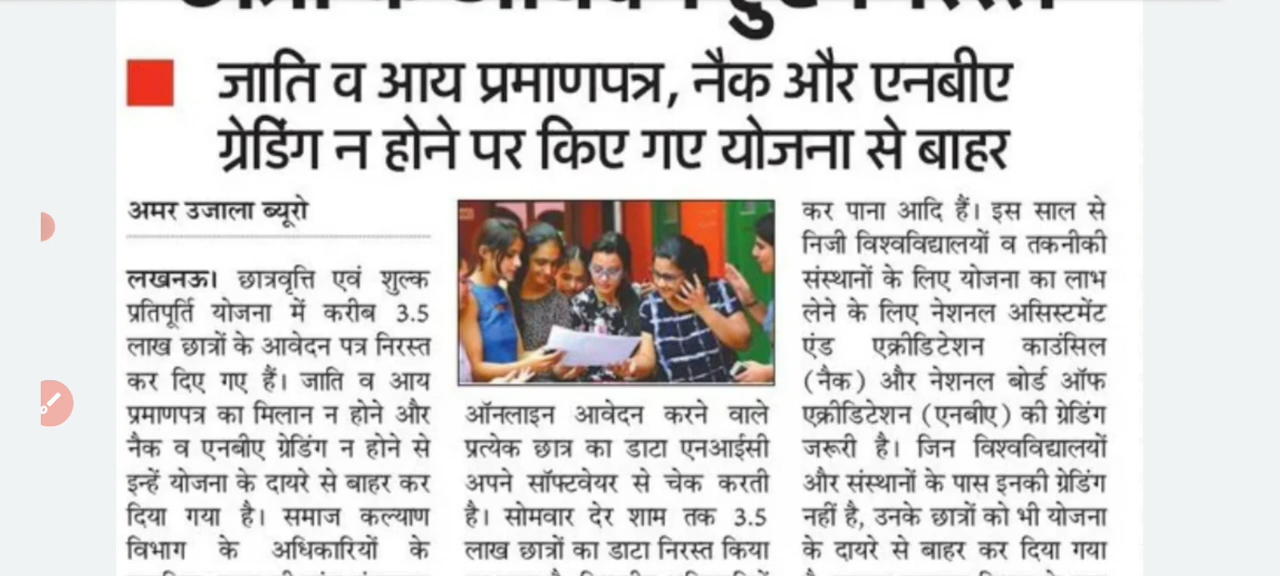 जाति व आय प्रमाणपत्र, नैक और एनबीए
ग्रेडिंग न होने पर किए गए योजना से बाहर
अमर उजाला ब्यूरो
लखनऊ। छात्रवृत्ति एवं शुल्क
प्रतिपूर्ति योजना में करीब 3.5
लाख छात्रों के आवेदन पत्र निरस्त
कर दिए गए हैं। जाति व आय
प्रमाणपत्र का मिलान न होने और
नैक व एनबीए ग्रेडिंग न होने से
इन्हें योजना के दायरे से बाहर कर
दिया गया है। समाज कल्याण
विभाग के अधिकारियों के
ऑनलाइन आवेदन करने वाले
प्रत्येक छात्र का डाटा एनआईसी
अपने सॉफ्टवेयर से चेक करती
है। सोमवार देर शाम तक 3.5
लाख छात्रों का डाटा निरस्त किया
कर पाना आदि हैं। इस साल से
निजी विश्वविद्यालयों व तकनीकी
संस्थानों के लिए योजना का लाभ
लेने के लिए नेशनल असिस्टमेंट
एंड एक्रीडिटेशन काउंसिल
(नैक) और नेशनल बोर्ड ऑफ
एक्रीडिटेशन (एनबीए) की ग्रेडिंग
जरूरी है। जिन विश्वविद्यालयों
और संस्थानों के पास इनकी ग्रेडिंग
नहीं है, उनके छात्रों को भी योजना
के दायरे से बाहर कर दिया गया